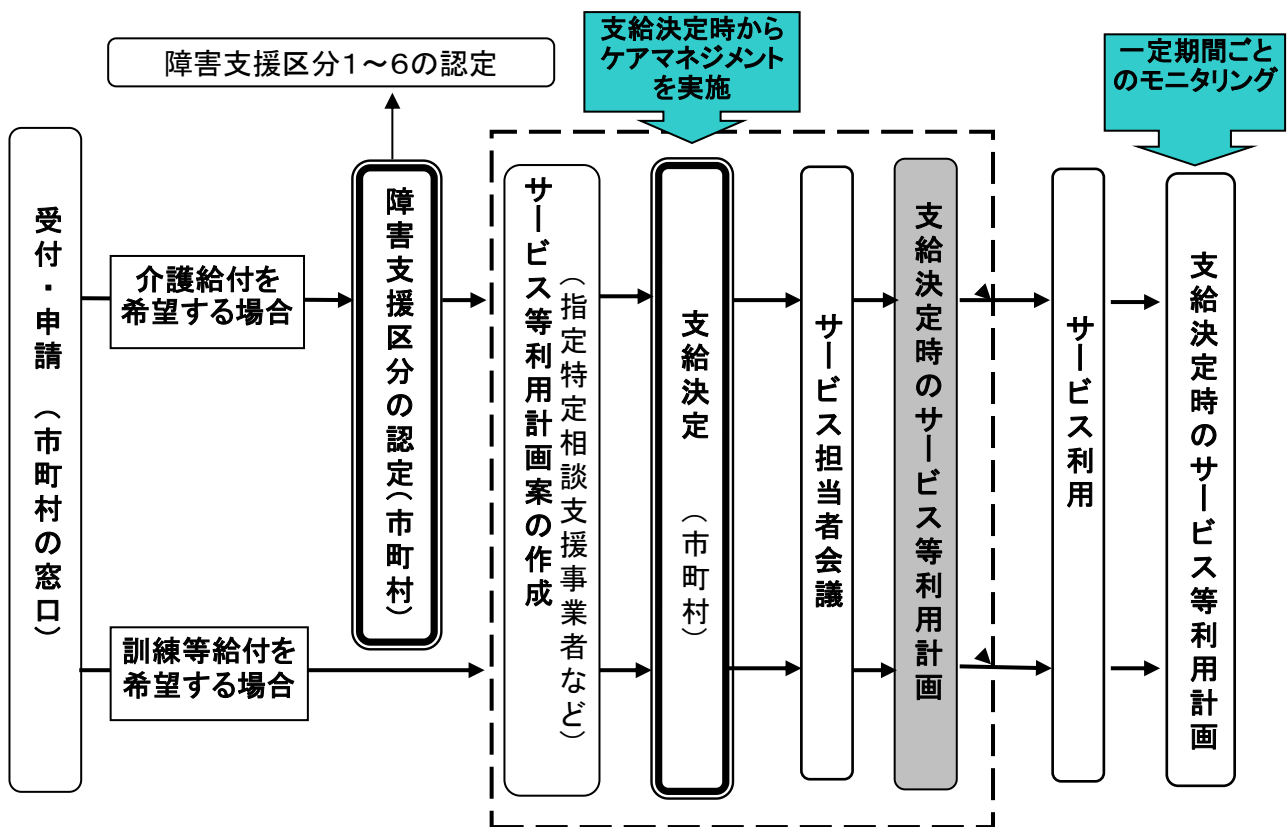 支給決定時から
ケアマネジメント
を実施
一定期間ごと
のモニタリング
障害支援区分1～6の認定
受付・申請（市町村の窓口）
介護給付を
希望する場合
訓練等給付を
希望する場合
障害支援区分の認定（市町村）
サービス等利用計画案の作成
（指定特定相談支援事業者など）
支給決定（市町村）
サービス担当者会議
支給決定時のサービス等利用計画
サービス利用
支給決定時のサービス等利用計画